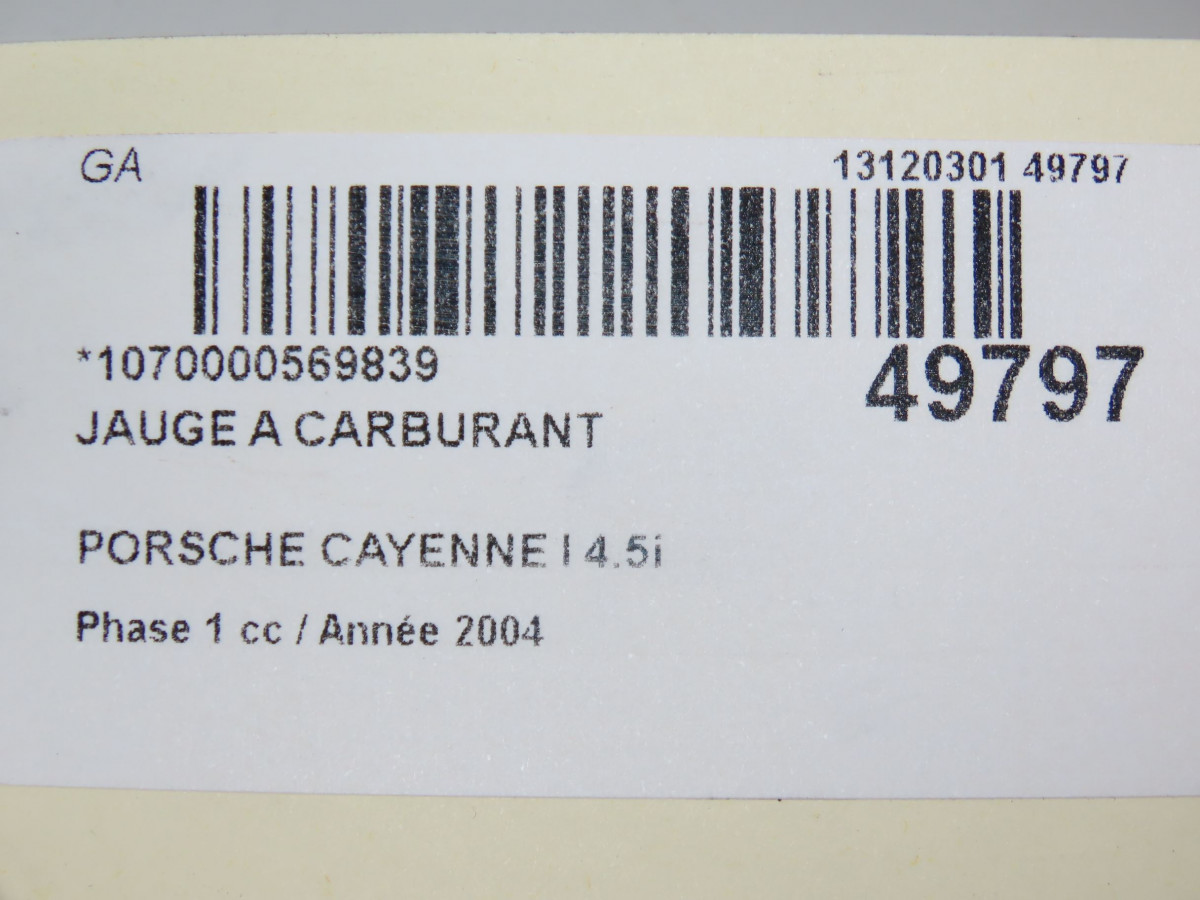 GA 13120301 49797
*1070000569839 49797
JAUGE A CARBURANT
PORSCHE CAYENNE I 4.5i
Phase 1 cc / Année 2004